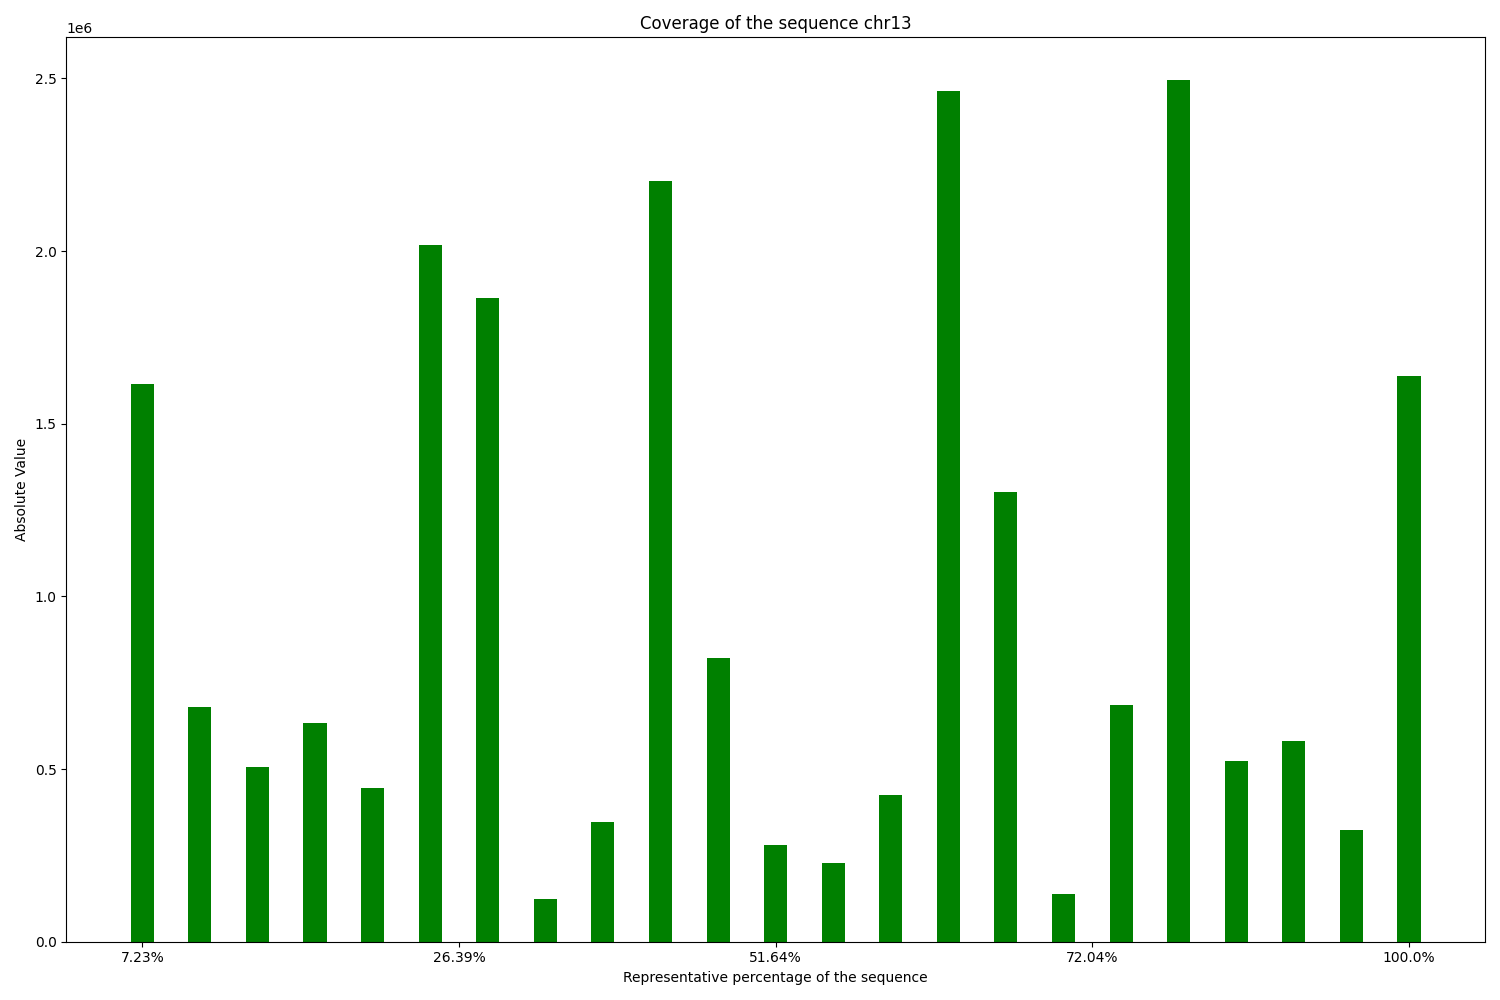 Coverage of the sequence chr13
1e6
2.5
2.0
1.5
1.0
0.5
0.0
Absolute Value
7.23% 26.39% 51.64% 72.04% 100.0%
Representative percentage of the sequence